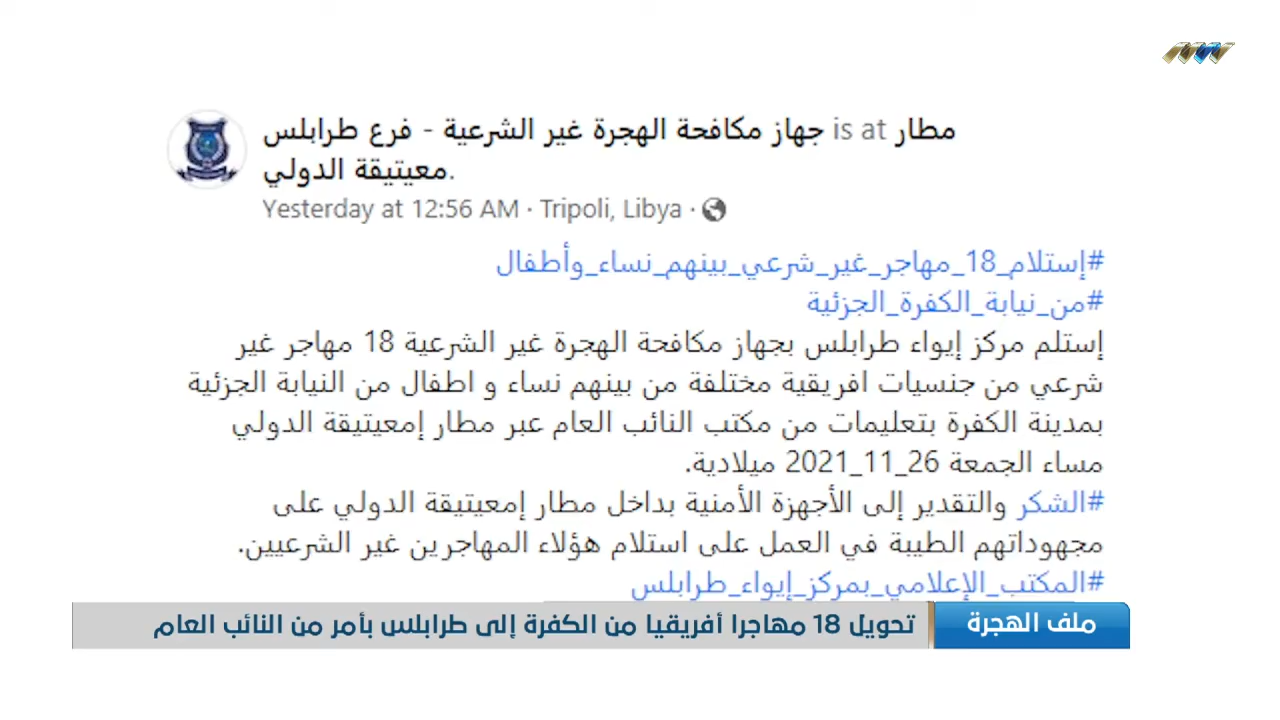 جهاز مكافحة الهجرة غير الشرعية - فرع طرابلس is at مطار
معيتيقة الدولي.
Yesterday at 12:56 AM · Tripoli, Libya ·
#إستلام_18_مهاجر_غير_شرعي_بينهم_نساء_وأطفال
#من_نيابة_الكفرة_الجزئية
إستلم مركز إيواء طرابلس بجهاز مكافحة الهجرة غير الشرعية 18 مهاجر غير
شرعي من جنسيات افريقية مختلفة من بينهم نساء و اطفال من النيابة الجزئية
بمدينة الكفرة بتعليمات من مكتب النائب العام عبر مطار إمعيتيقة الدولي
مساء الجمعة 26_11_2021 ميلادية.
#الشكر والتقدير إلى الأجهزة الأمنية بداخل مطار إمعيتيقة الدولي على
مجهوداتهم الطيبة في العمل على استلام هؤلاء المهاجرين غير الشرعيين.
#المكتب_الإعلامي_بمركز_إيواء_طرابلس
ملف الهجرة
تحويل 18 مهاجرا أفريقيا من الكفرة إلى طرابلس بأمر من النائب العام